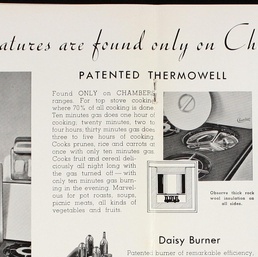 atures are found only on Ch
PATENTED THERMOWELL
Found ONLY on CHAMBERS
ranges. For top stove cooking
where 70% of all cooking is done.
Ten minutes gas does one hour of
cooking; twenty minutes, two to
four hours; thirty minutes gas does
three to five hours of cooking.
Cooks prunes, rice and carrots at
once with only ten minutes gas.
Cooks fruit and cereal deli-
ciously all night long with
the gas turned off — with
only ten minutes gas burn-
ing in the evening. Marvel-
ous for pot roasts, soups,
picnic meats, all kinds of
vegetables and fruits.
Observe thick rock
wool insulation on
all sides.
Daisy Burner
Patented burner of remarkable efficiency.